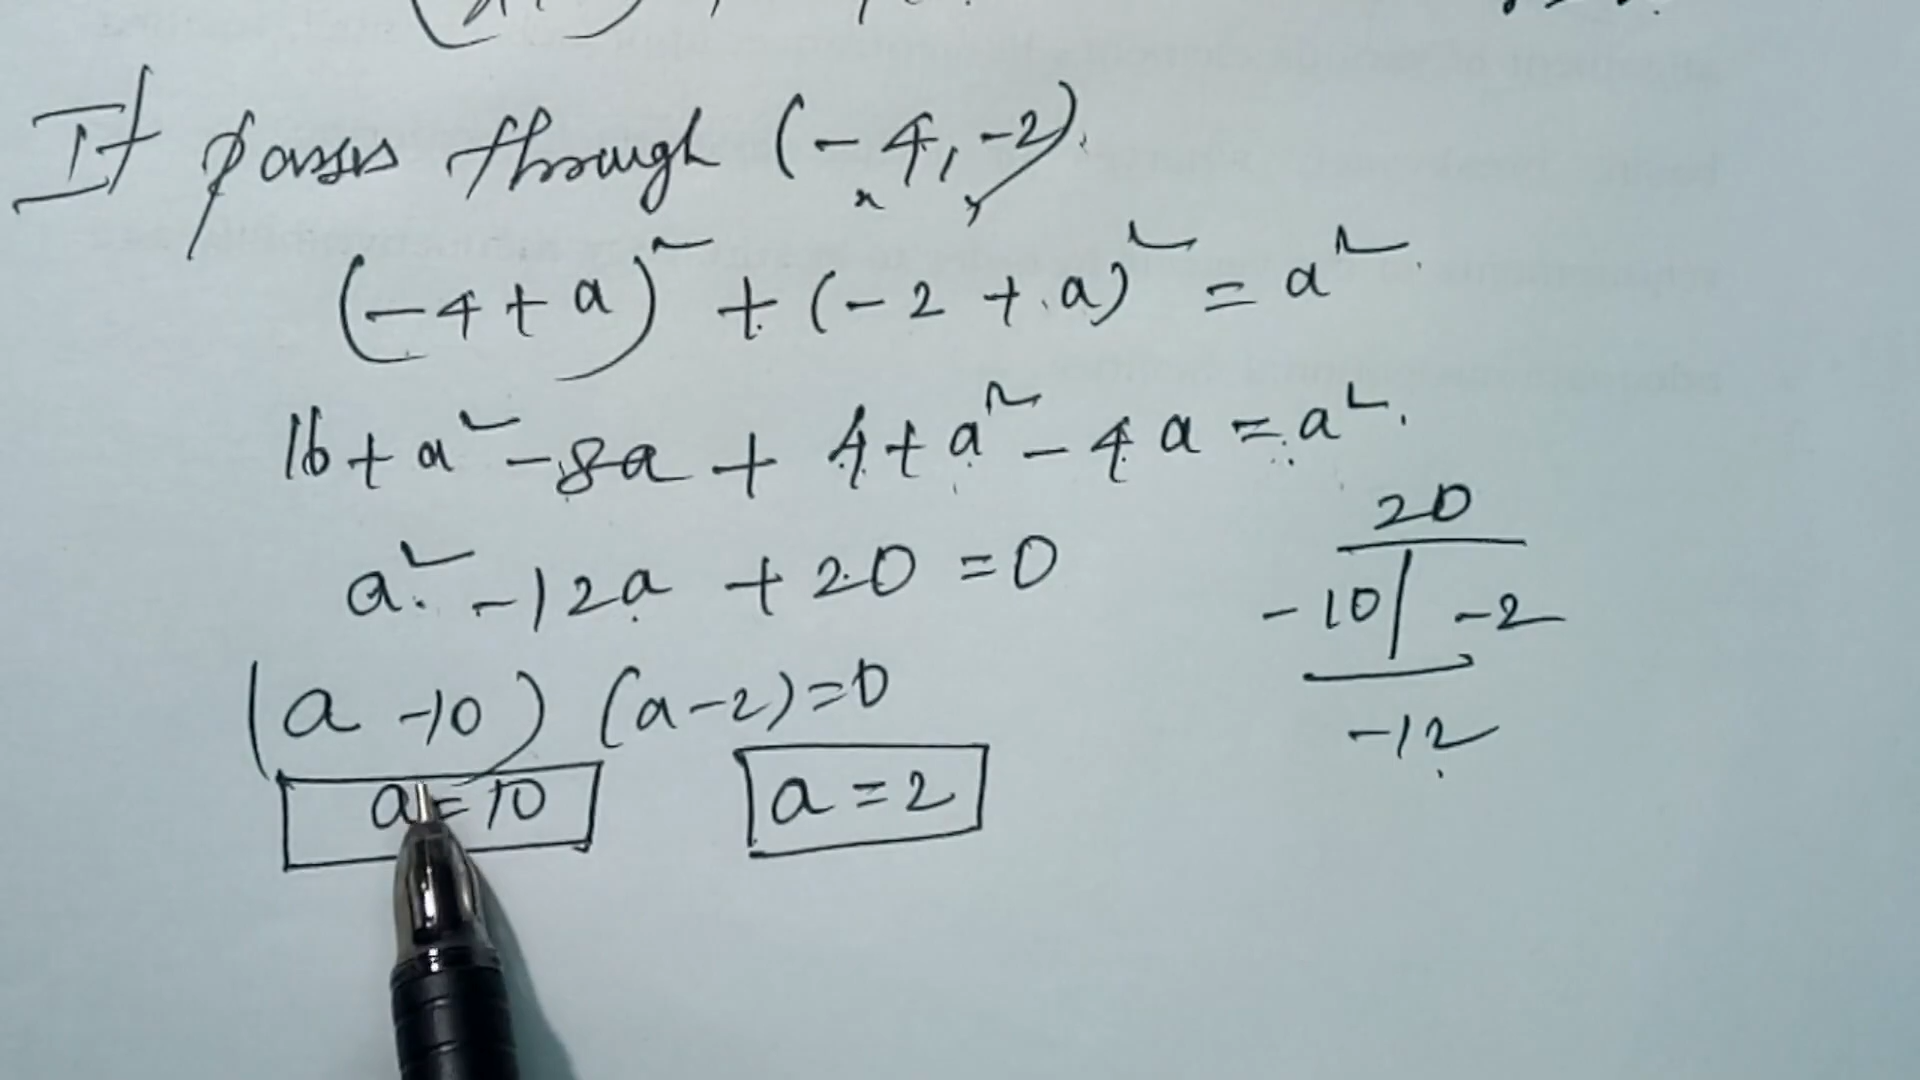 It passes through (-4, -2).
x y
(-4+a)² + (-2+a)² = a².
16+a²-8a + 4+a²-4a = a².
a²-12a +20 =0
(a -10) (a-2)=0
a=10 a=2
20
-10 | -2
-12